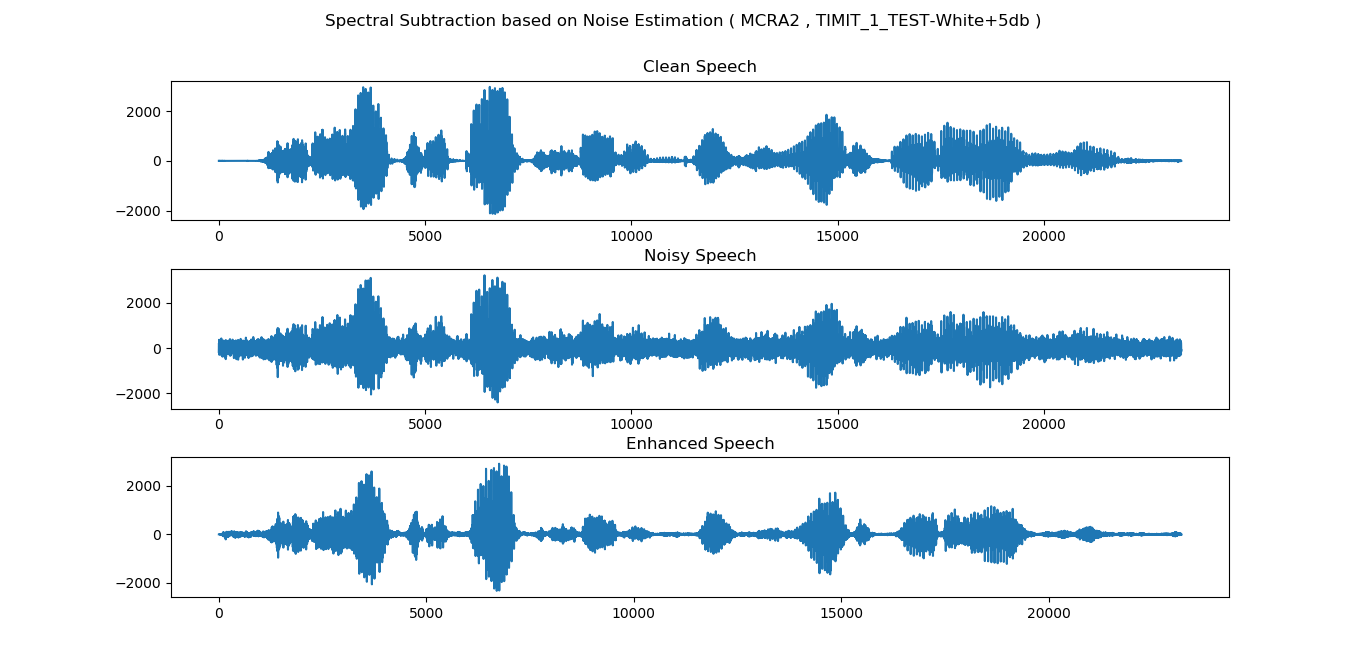 Spectral Subtraction based on Noise Estimation ( MCRA2 , TIMIT_1_TEST-White+5db )
Clean Speech
2000
0
−2000
0 5000 10000 15000 20000
Noisy Speech
2000
0
−2000
0 5000 10000 15000 20000
Enhanced Speech
2000
0
−2000
0 5000 10000 15000 20000